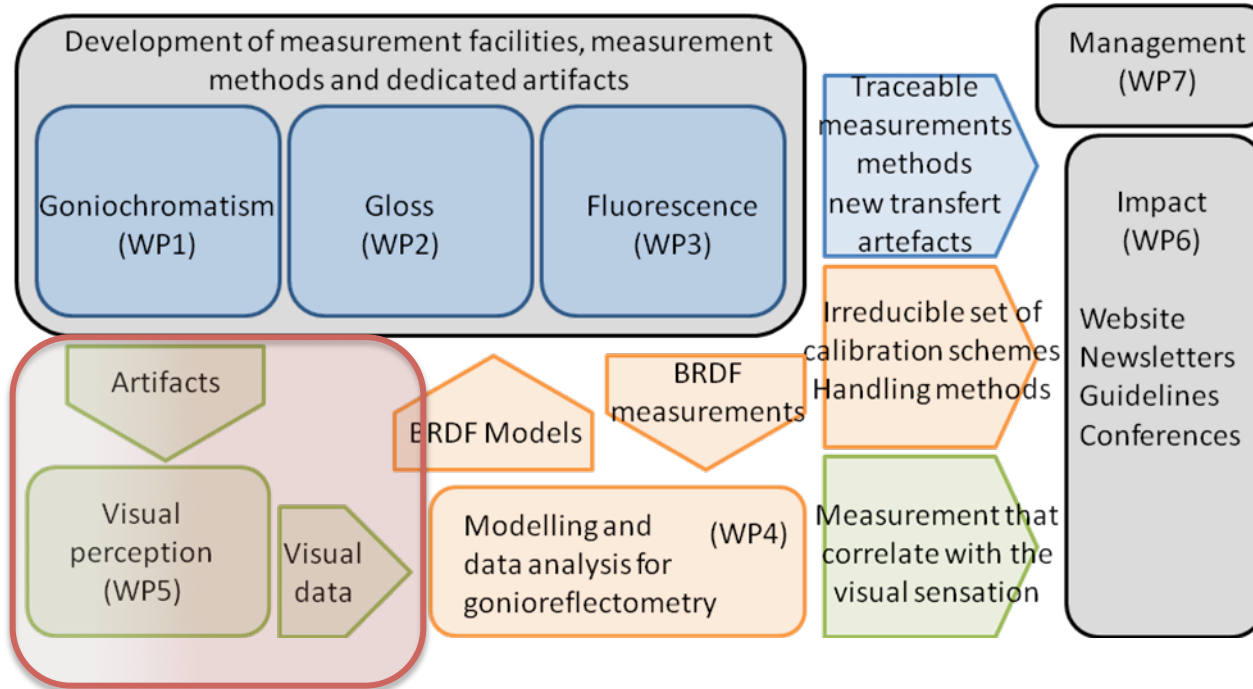 Development of measurement facilities, measurement
methods and dedicated artifacts
Goniochromatism
(WP1)
Gloss
(WP2)
Fluorescence
(WP3)
Traceable
measurements
methods
new transfert
artefacts
Management
(WP7)
Impact
(WP6)
Website
Newsletters
Guidelines
Conferences
Artifacts
BRDF Models
BRDF
measurements
Irreducible set of
calibration schemes
Handling methods
Visual
perception
(WP5)
Visual
data
Modelling and
data analysis for
gonioreflectometry
(WP4)
Measurement that
correlate with the
visual sensation